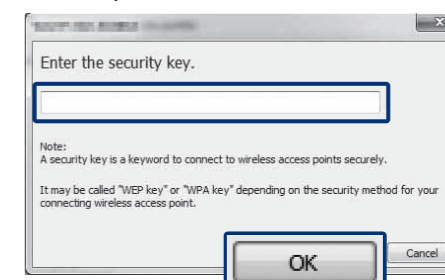 Enter the security key.
Note:
A security key is a keyword to connect to wireless access points securely.
It may be called "WEP key" or "WPA key" depending on the security method for your
connecting wireless access point.
OK
Cancel